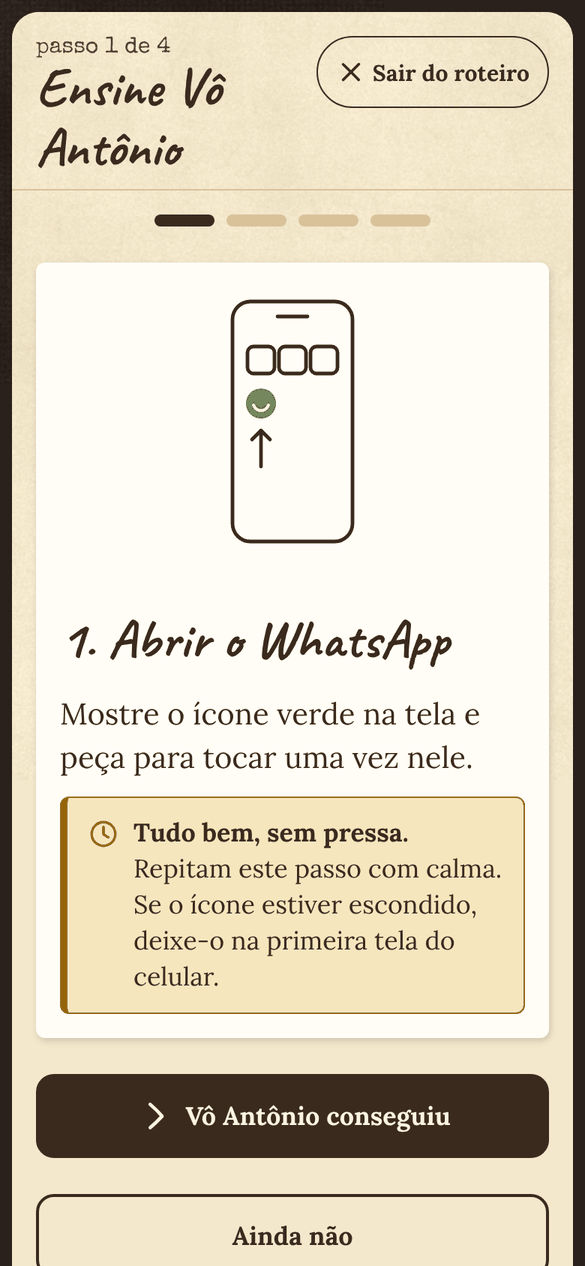 passo 1 de 4
Ensine Vô
Antônio
Sair do roteiro
1. Abrir o WhatsApp
Mostre o ícone verde na tela e
peça para tocar uma vez nele.
Tudo bem, sem pressa.
Repitam este passo com calma.
Se o ícone estiver escondido,
deixe-o na primeira tela do
celular.
Vô Antônio conseguiu
Ainda não